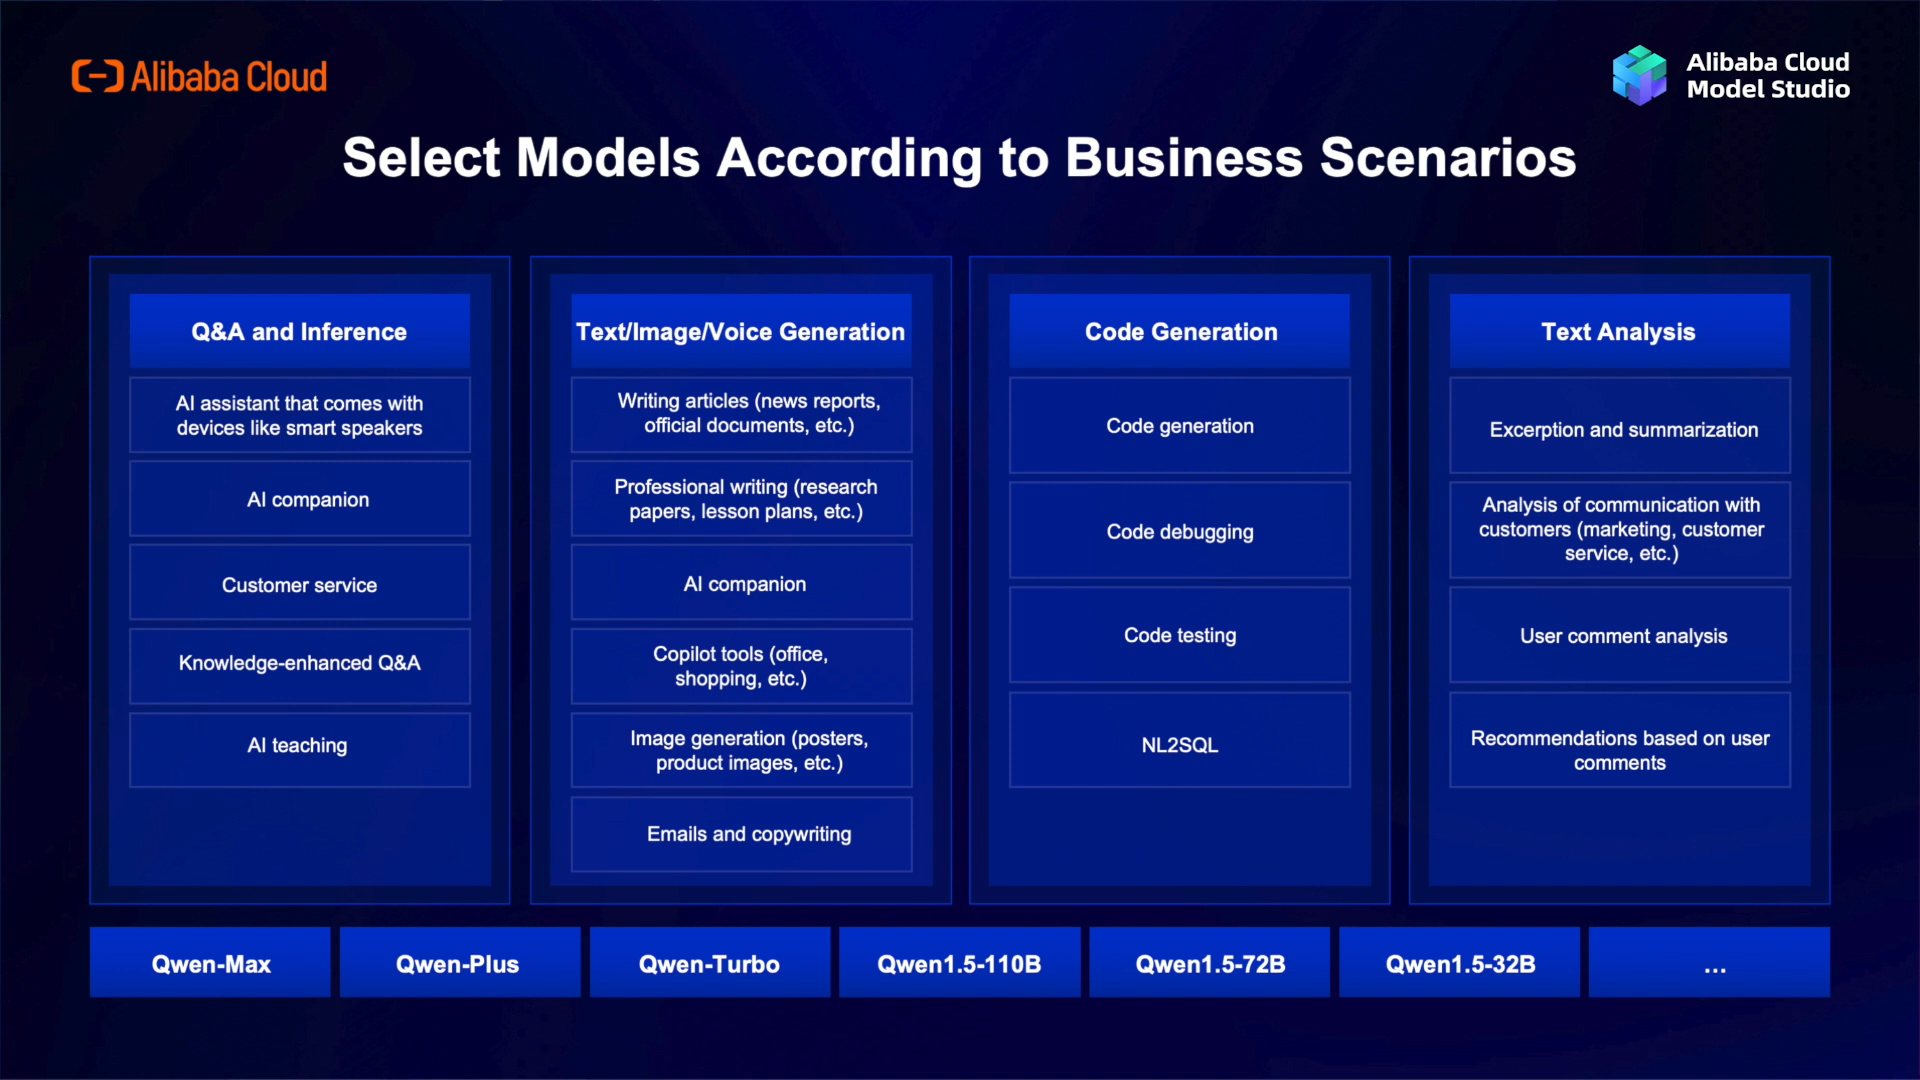 Alibaba Cloud
Alibaba Cloud
Model Studio
Select Models According to Business Scenarios
Q&A and Inference
AI assistant that comes with
devices like smart speakers
AI companion
Customer service
Knowledge-enhanced Q&A
AI teaching
Text/Image/Voice Generation
Writing articles (news reports,
official documents, etc.)
Professional writing (research
papers, lesson plans, etc.)
AI companion
Copilot tools (office,
shopping, etc.)
Image generation (posters,
product images, etc.)
Emails and copywriting
Code Generation
Code generation
Code debugging
Code testing
NL2SQL
Text Analysis
Excerption and summarization
Analysis of communication with
customers (marketing, customer
service, etc.)
User comment analysis
Recommendations based on user
comments
Qwen-Max
Qwen-Plus
Qwen-Turbo
Qwen1.5-110B
Qwen1.5-72B
Qwen1.5-32B
...